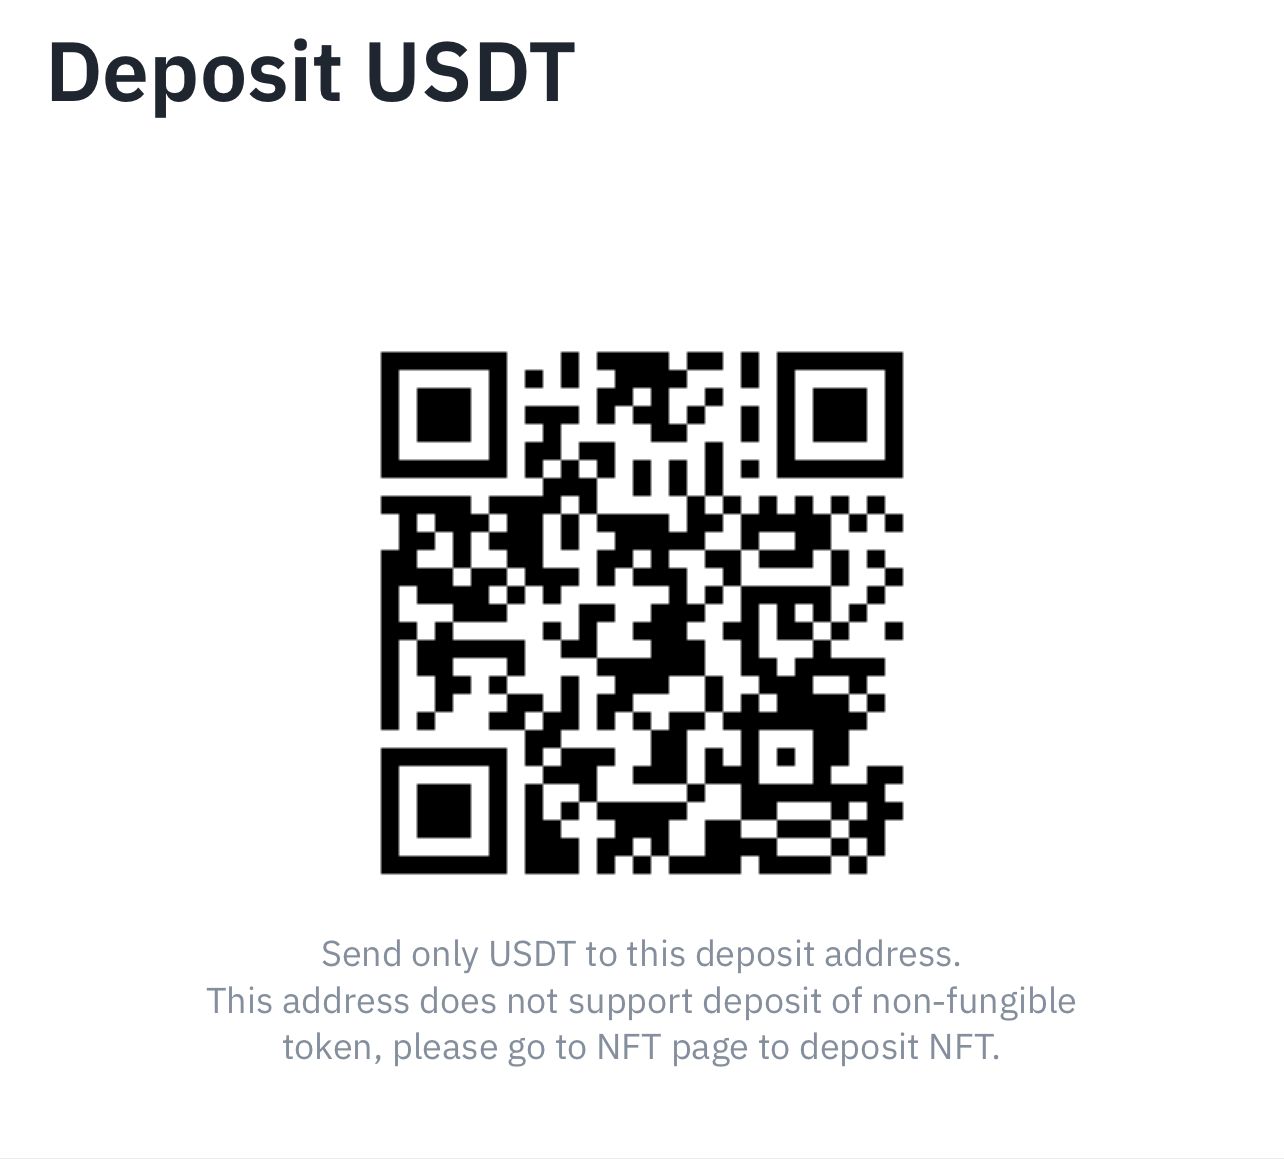 Deposit USDT
Send only USDT to this deposit address.
This address does not support deposit of non-fungible
token, please go to NFT page to deposit NFT.